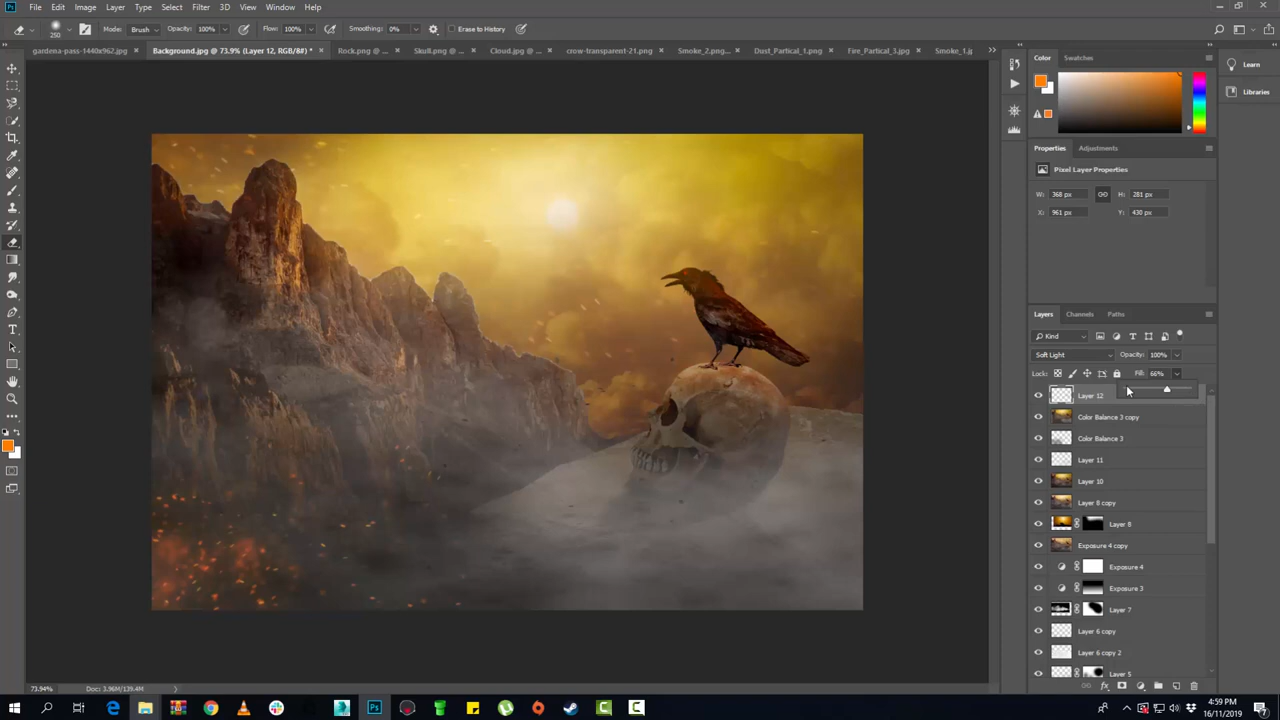 Ps File Edit Image Layer Type Select Filter 3D View Window Help
250 Mode: Brush Opacity: 100% Flow: 100% Smoothing: 0% Erase to History
gardena-pass-1440x962.jpg × Background.jpg @ 73.9% (Layer 12, RGB/8#) * × Rock.png @ ... × Skull.png @ ... × Cloud.jpg @ ... × crow-transparent-21.png × Smoke_2.png... × Dust_Partical_1.png × Fire_Partical_3.jpg × Smoke_1.j »
Color Swatches
Learn
Libraries
Properties Adjustments
Pixel Layer Properties
W: 368 px H: 281 px
X: 961 px Y: 430 px
Layers Channels Paths
Kind
Soft Light Opacity: 100%
Lock: Fill: 66%
Layer 12
Color Balance 3 copy
Color Balance 3
Layer 11
Layer 10
Layer 8 copy
Layer 8
Exposure 4 copy
Exposure 4
Exposure 3
Layer 7
Layer 6 copy
Layer 6 copy 2
Layer 5
fx
73.94% Doc: 3.96M/139.4M
4:59 PM
16/11/2019